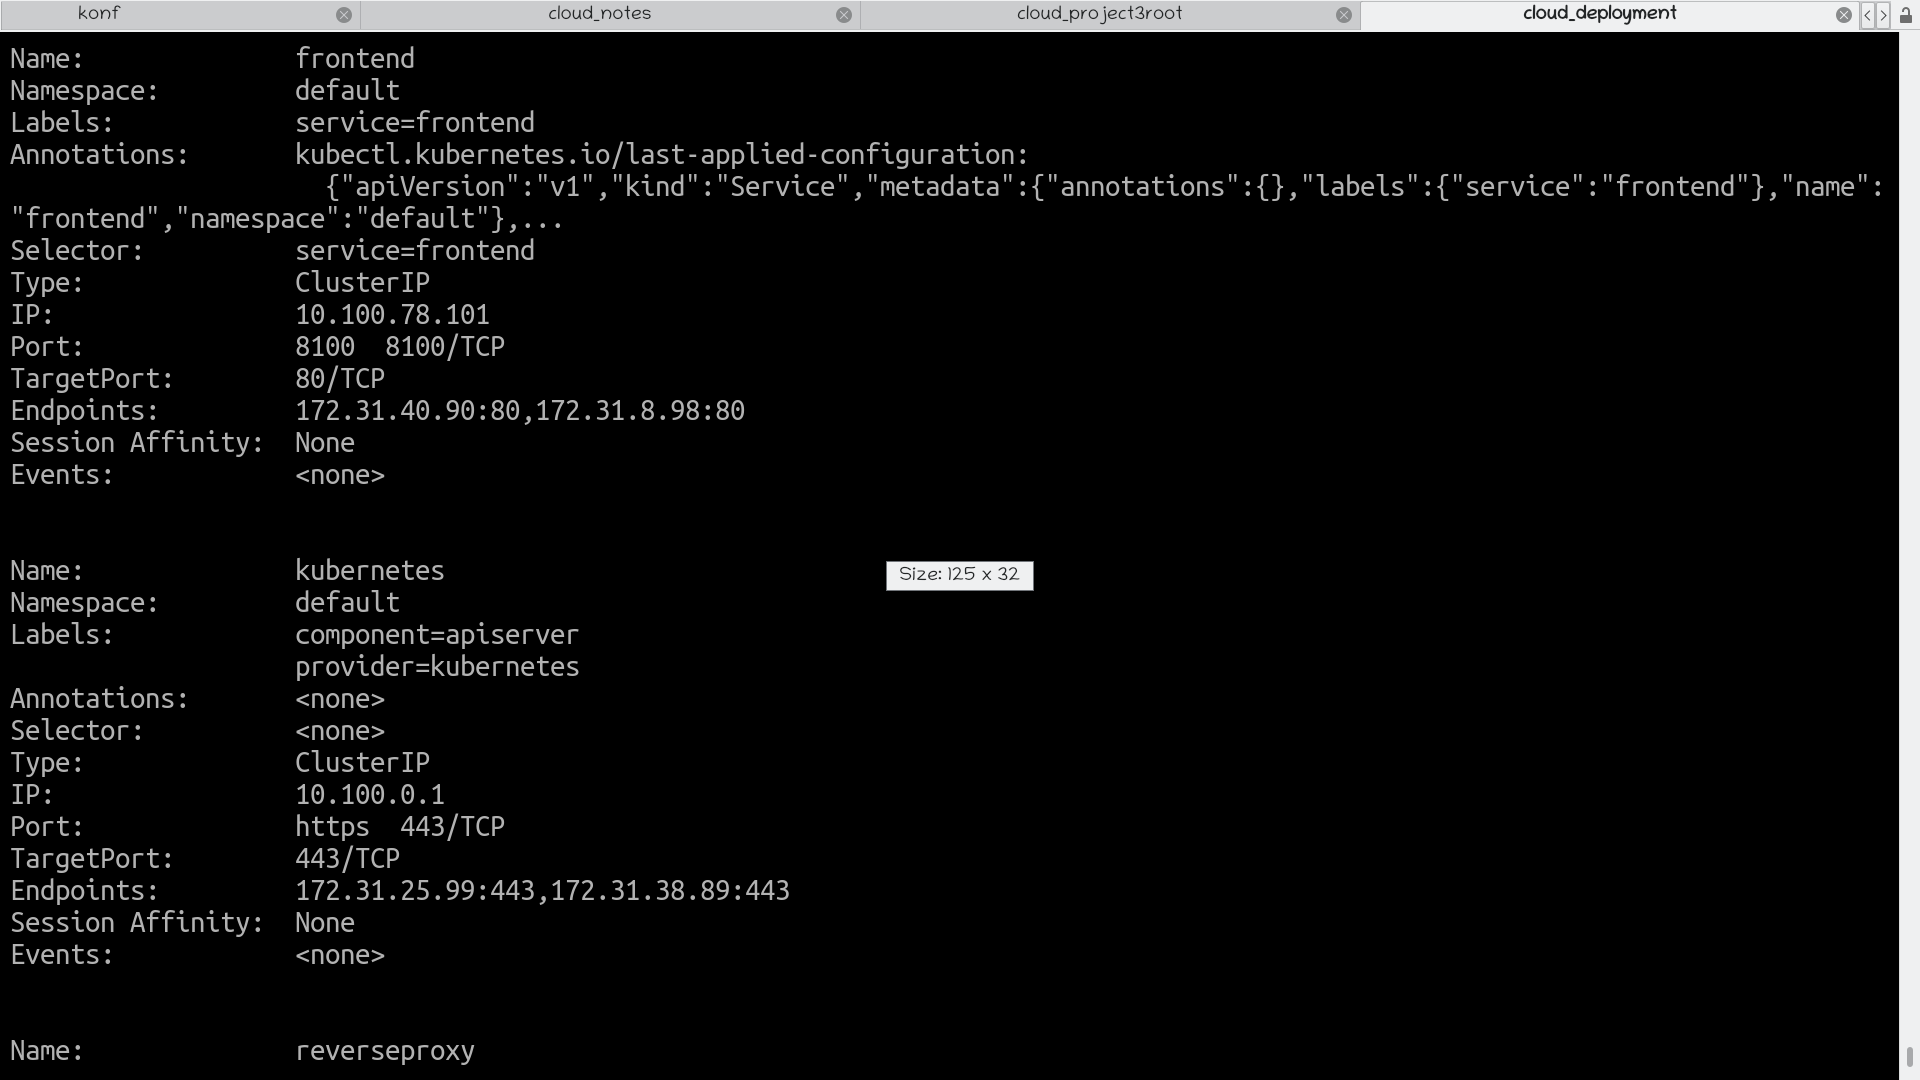 konf cloud_notes cloud_project3root cloud_deployment
Name: frontend
Namespace: default
Labels: service=frontend
Annotations: kubectl.kubernetes.io/last-applied-configuration:
{"apiVersion":"v1","kind":"Service","metadata":{"annotations":{},"labels":{"service":"frontend"},"name":
"frontend","namespace":"default"},...
Selector: service=frontend
Type: ClusterIP
IP: 10.100.78.101
Port: 8100 8100/TCP
TargetPort: 80/TCP
Endpoints: 172.31.40.90:80,172.31.8.98:80
Session Affinity: None
Events: <none>
Name: kubernetes
Size: 125 x 32
Namespace: default
Labels: component=apiserver
provider=kubernetes
Annotations: <none>
Selector: <none>
Type: ClusterIP
IP: 10.100.0.1
Port: https 443/TCP
TargetPort: 443/TCP
Endpoints: 172.31.25.99:443,172.31.38.89:443
Session Affinity: None
Events: <none>
Name: reverseproxy